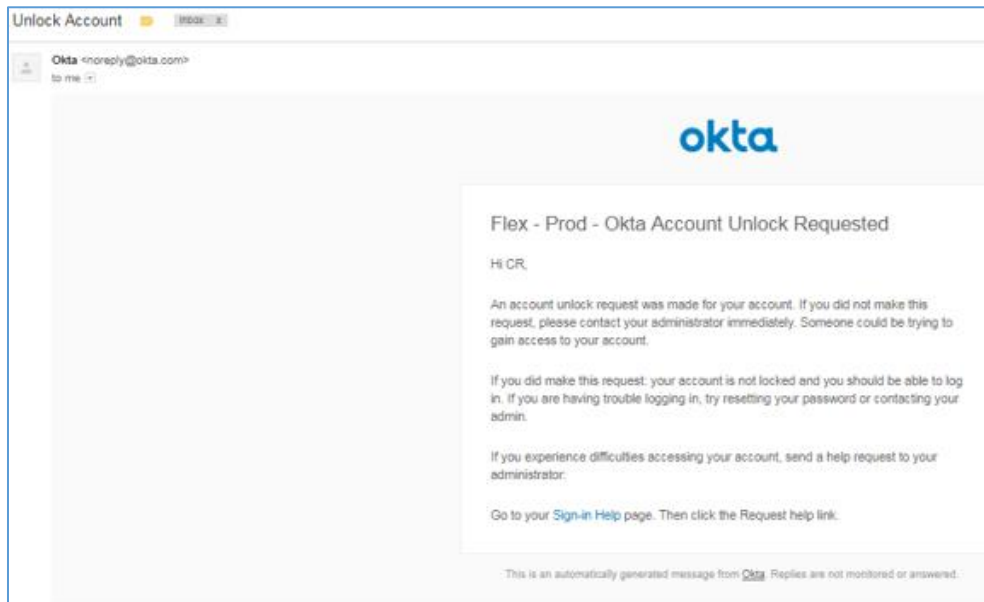 Unlock Account Inbox x
Okta <noreply@okta.com>
to me
okta
Flex - Prod - Okta Account Unlock Requested
Hi CR,
An account unlock request was made for your account. If you did not make this
request, please contact your administrator immediately. Someone could be trying to
gain access to your account.
If you did make this request: your account is not locked and you should be able to log
in. If you are having trouble logging in, try resetting your password or contacting your
admin.
If you experience difficulties accessing your account, send a help request to your
administrator:
Go to your Sign-in Help page. Then click the Request help link.
This is an automatically generated message from Okta. Replies are not monitored or answered.